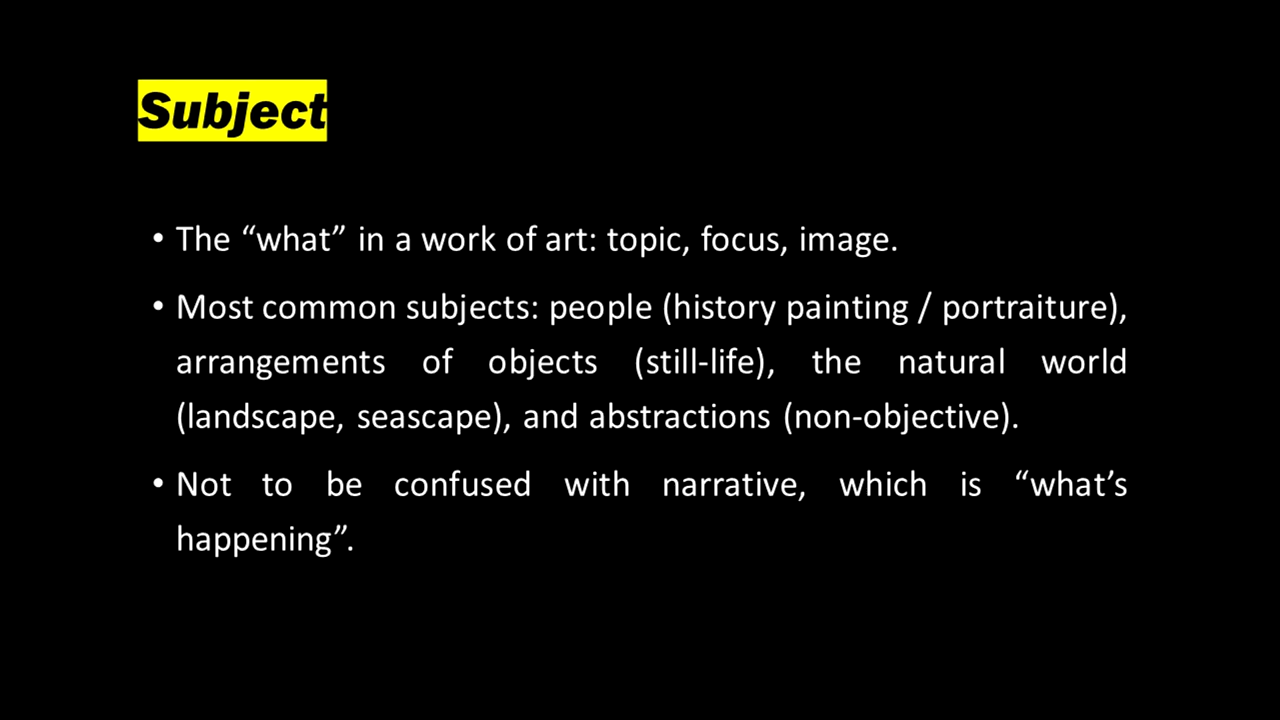 Subject
• The “what” in a work of art: topic, focus, image.
• Most common subjects: people (history painting / portraiture),
arrangements of objects (still-life), the natural world
(landscape, seascape), and abstractions (non-objective).
• Not to be confused with narrative, which is “what’s
happening”.